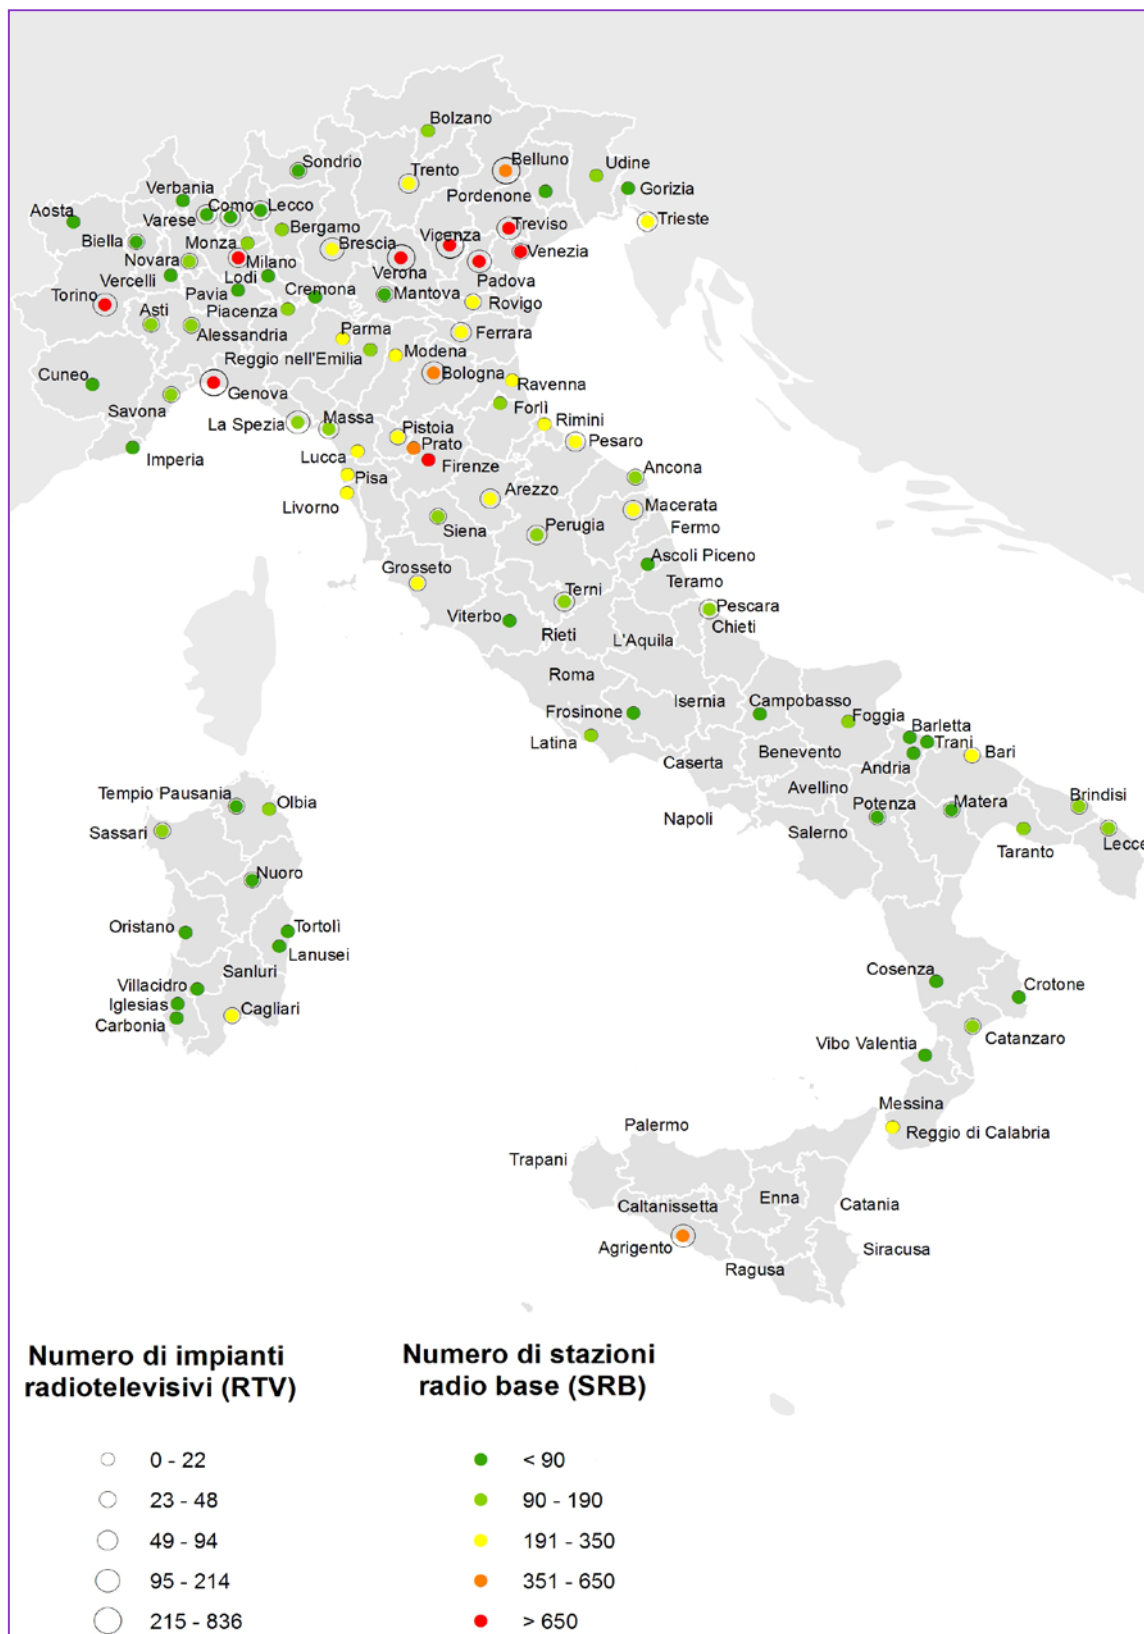 Bolzano
Sondrio
Trento
Belluno
Udine
Verbania
Pordenone
Gorizia
Aosta
Varese
Como
Lecco
Bergamo
Treviso
Trieste
Biella
Monza
Brescia
Vicenza
Venezia
Novara
Milano
Verona
Padova
Vercelli
Lodi
Torino
Pavia
Cremona
Mantova
Rovigo
Asti
Piacenza
Alessandria
Parma
Ferrara
Reggio nell'Emilia
Modena
Cuneo
Bologna
Ravenna
Genova
Savona
Forlì
La Spezia
Massa
Pistoia
Rimini
Prato
Pesaro
Imperia
Lucca
Firenze
Pisa
Ancona
Livorno
Arezzo
Macerata
Siena
Perugia
Fermo
Ascoli Piceno
Grosseto
Teramo
Terni
Pescara
Viterbo
Chieti
Rieti
L'Aquila
Roma
Isernia
Campobasso
Frosinone
Foggia
Barletta
Latina
Trani
Benevento
Bari
Caserta
Andria
Avellino
Tempio Pausania
Olbia
Potenza
Matera
Brindisi
Napoli
Sassari
Salerno
Lecce
Taranto
Nuoro
Oristano
Tortolì
Lanusei
Sanluri
Cosenza
Villacidro
Crotone
Iglesias
Cagliari
Carbonia
Catanzaro
Vibo Valentia
Messina
Palermo
Reggio di Calabria
Trapani
Enna
Caltanissetta
Catania
Agrigento
Siracusa
Ragusa
Numero di impianti
radiotelevisivi (RTV)
0 - 22
23 - 48
49 - 94
95 - 214
215 - 836
Numero di stazioni
radio base (SRB)
< 90
90 - 190
191 - 350
351 - 650
> 650